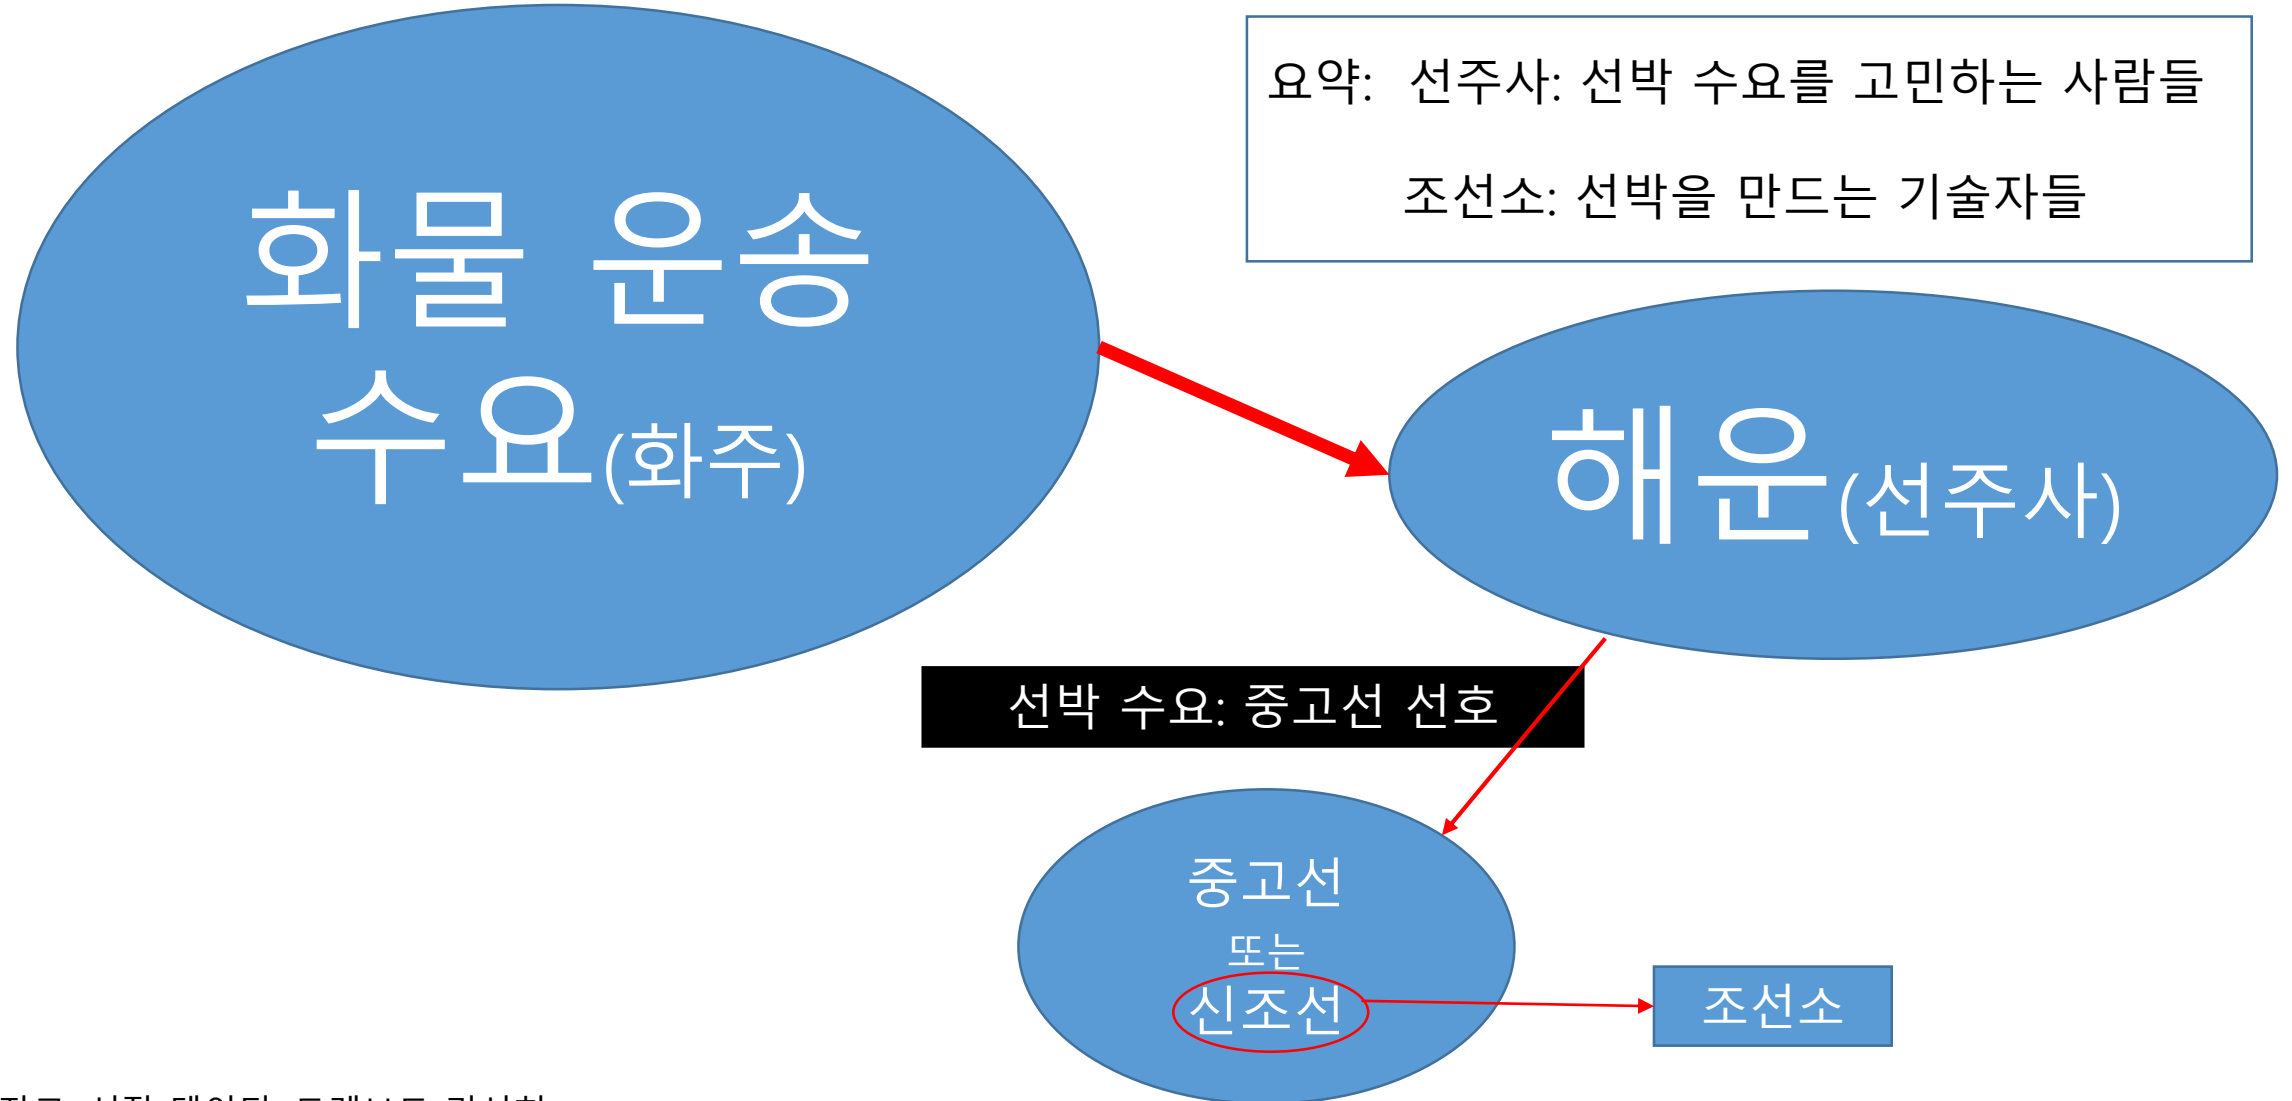 요약: 선주사: 선박 수요를 고민하는 사람들
조선소: 선박을 만드는 기술자들
화물 운송
수요(화주)
해운(선주사)
선박 수요: 중고선 선호
중고선
또는
신조선
조선소